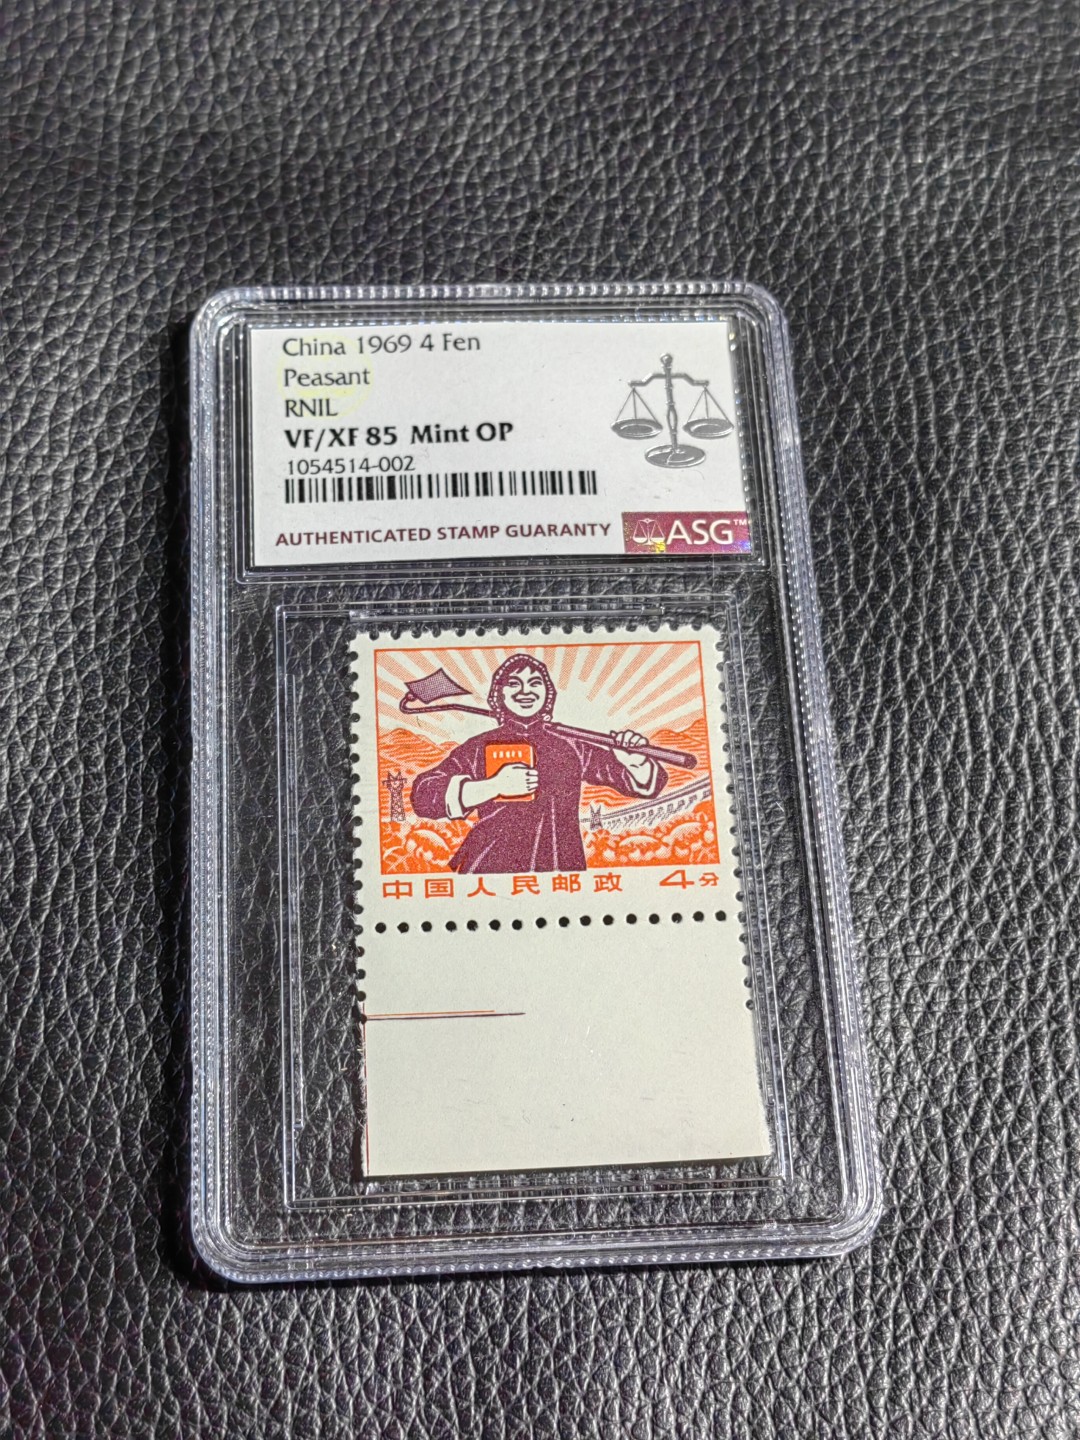 China 1969 4 Fen
Peasant
RNIL
VF/XF 85 Mint OP
1054514-002
AUTHENTICATED STAMP GUARANTY
ASG™
中国人民邮政 4分